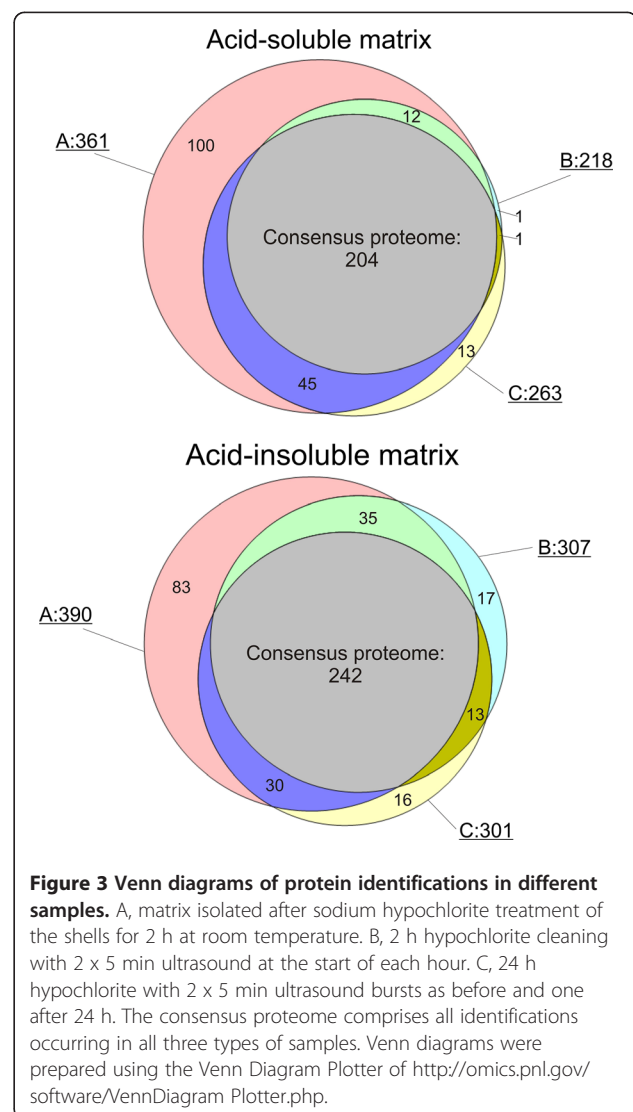 Acid-soluble matrix
A:361
100
12
B:218
1
1
Consensus proteome:
204
45
13
C:263
Acid-insoluble matrix
35
B:307
83
17
A:390
Consensus proteome:
242
13
30
16
C:301
Figure 3 Venn diagrams of protein identifications in different
samples. A, matrix isolated after sodium hypochlorite treatment of
the shells for 2 h at room temperature. B, 2 h hypochlorite cleaning
with 2 x 5 min ultrasound at the start of each hour. C, 24 h
hypochlorite with 2 x 5 min ultrasound bursts as before and one
after 24 h. The consensus proteome comprises all identifications
occurring in all three types of samples. Venn diagrams were
prepared using the Venn Diagram Plotter of http://omics.pnl.gov/
software/VennDiagram Plotter.php.